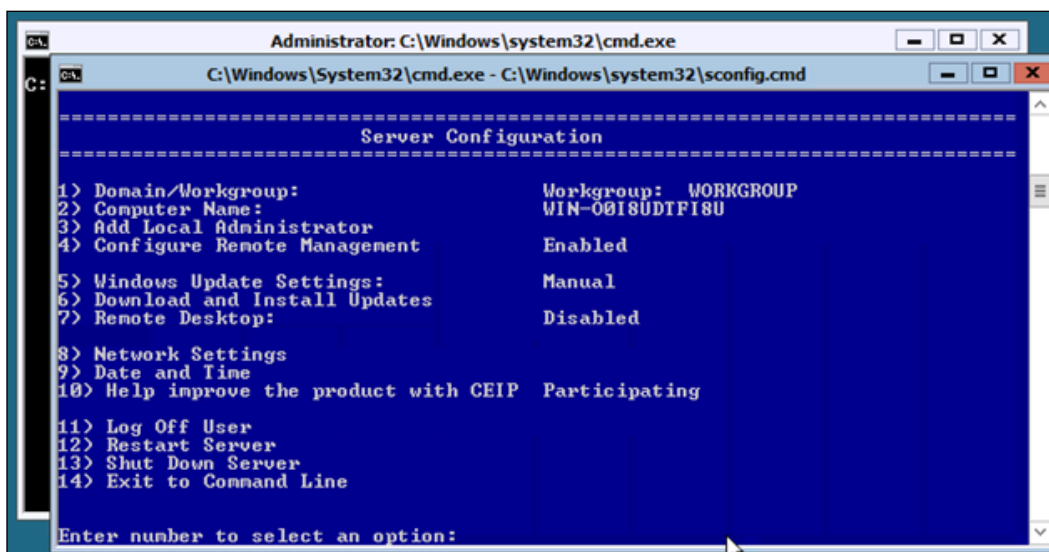 Administrator: C:\Windows\system32\cmd.exe
C:\Windows\System32\cmd.exe - C:\Windows\system32\sconfig.cmd
C:
===============================================================================
Server Configuration
===============================================================================
1) Domain/Workgroup: Workgroup: WORKGROUP
2) Computer Name: WIN-O0I8UDTFI8U
3) Add Local Administrator
4) Configure Remote Management Enabled
5) Windows Update Settings: Manual
6) Download and Install Updates
7) Remote Desktop: Disabled
8) Network Settings
9) Date and Time
10) Help improve the product with CEIP Participating
11) Log Off User
12) Restart Server
13) Shut Down Server
14) Exit to Command Line
Enter number to select an option: